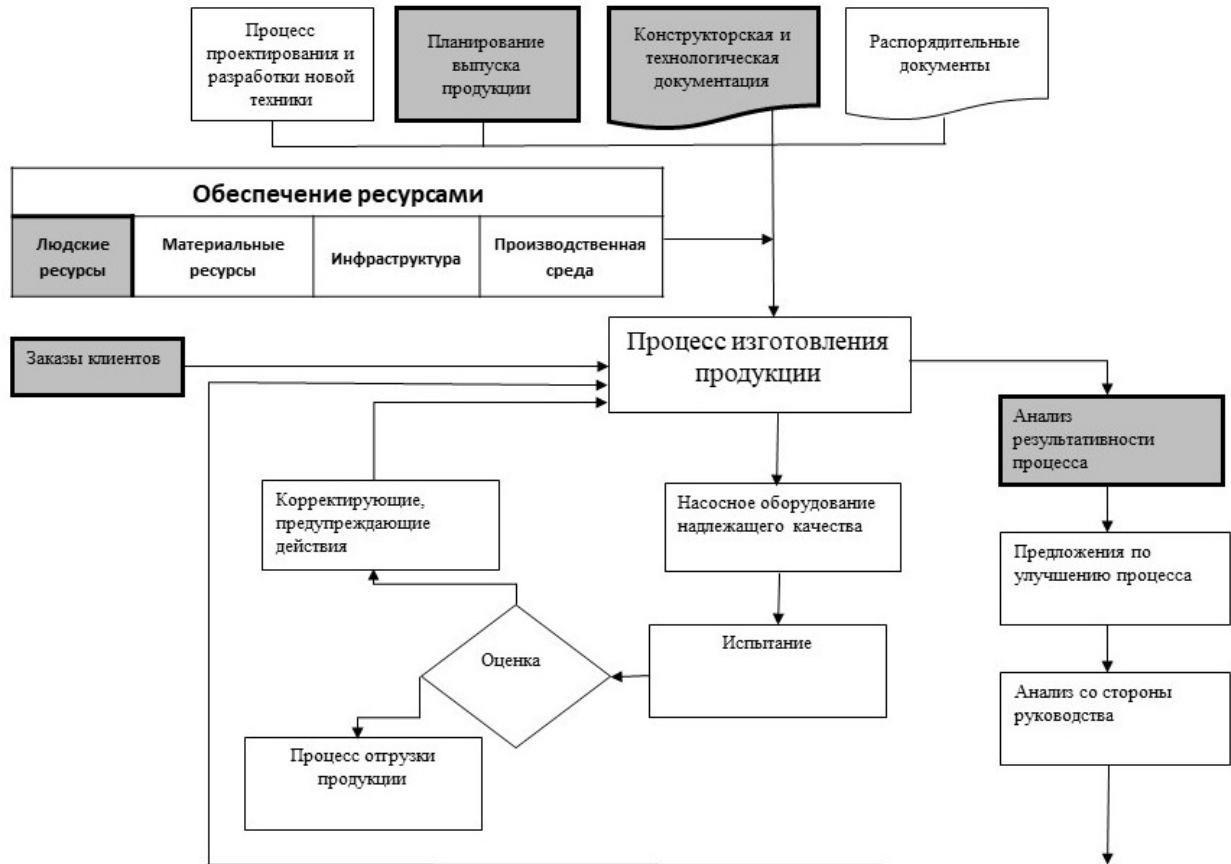 Процесс
проектирования и
разработки новой
техники
Планирование
выпуска
продукции
Конструкторская и
технологическая
документация
Распорядительные
документы
Обеспечение ресурсами
Людские
ресурсы
Материальные
ресурсы
Инфраструктура
Производственная
среда
Заказы клиентов
Процесс изготовления
продукции
Анализ
результативности
процесса
Корректирующие,
предупреждающие
действия
Насосное оборудование
надлежащего качества
Предложения по
улучшению процесса
Оценка
Испытание
Анализ со стороны
руководства
Процесс отгрузки
продукции